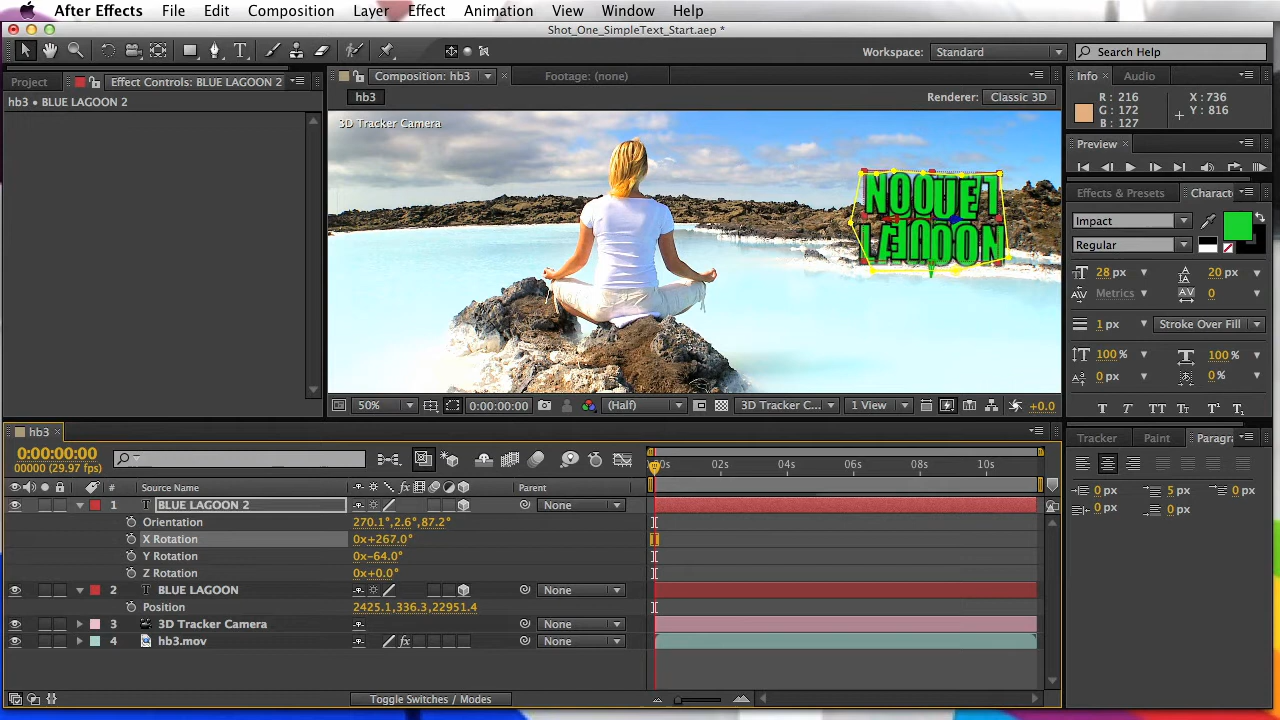 After Effects File Edit Composition Layer Effect Animation View Window Help
Shot_One_SimpleText_Start.aep *
Workspace: Standard Search Help
Project Effect Controls: BLUE LAGOON 2 Composition: hb3 Footage: (none) Info Audio
hb3 • BLUE LAGOON 2
hb3 Renderer: Classic 3D
R : 216 X : 736
G : 172 Y : 816
B : 127
3D Tracker Camera
Preview
Effects & Presets Charact
Impact
Regular
28 px 20 px
Metrics 0
1 px Stroke Over Fill
100 % 100 %
0 px 0 %
50% 0:00:00:00 (Half) 3D Tracker C... 1 View +0.0
hb3
Tracker Paint Paragra
0:00:00:00
00000 (29.97 fps)
:00s 02s 04s 06s 08s 10s
# Source Name Parent
0 px 5 px 0 px
0 px 0 px
1 T BLUE LAGOON 2 None
Orientation 270.1°,2.6°,87.2°
X Rotation 0x+267.0°
Y Rotation 0x-64.0°
Z Rotation 0x+0.0°
2 T BLUE LAGOON None
Position 2425.1,336.3,22951.4
3 3D Tracker Camera None
4 hb3.mov fx None
Toggle Switches / Modes